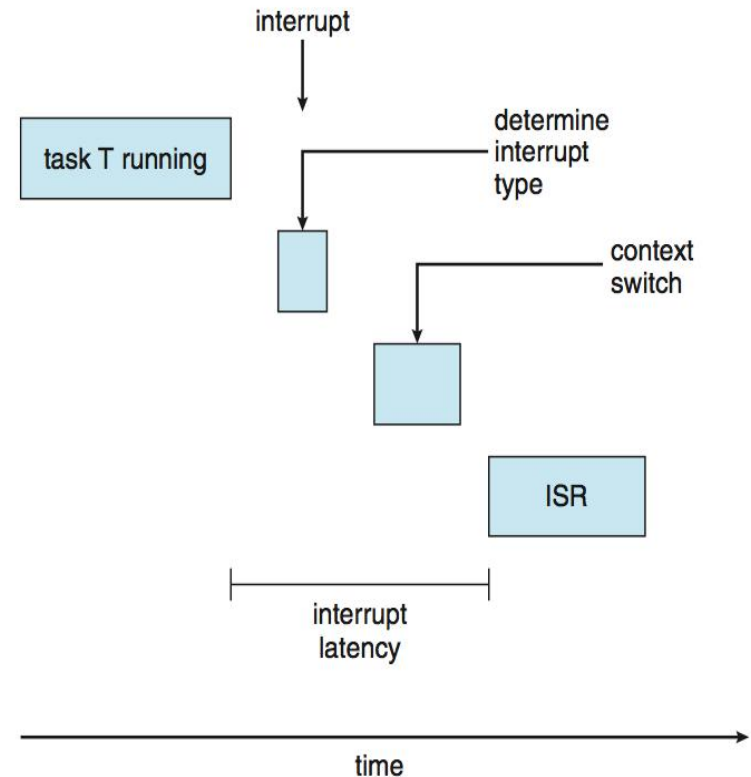 interrupt
task T running
determine
interrupt
type
context
switch
ISR
interrupt
latency
time